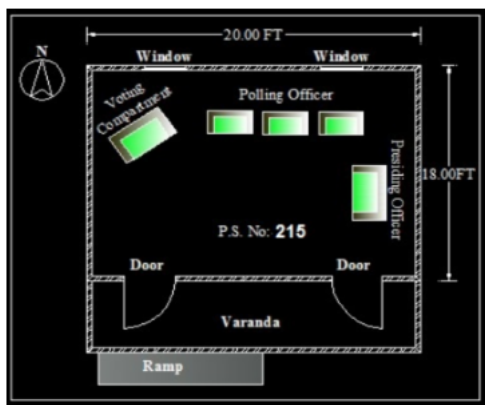 20.00 FT
N
Window
Window
Voting
Compartment
Polling Officer
Presiding Officer
18.00FT
P.S. No: 215
Door
Door
Varanda
Ramp